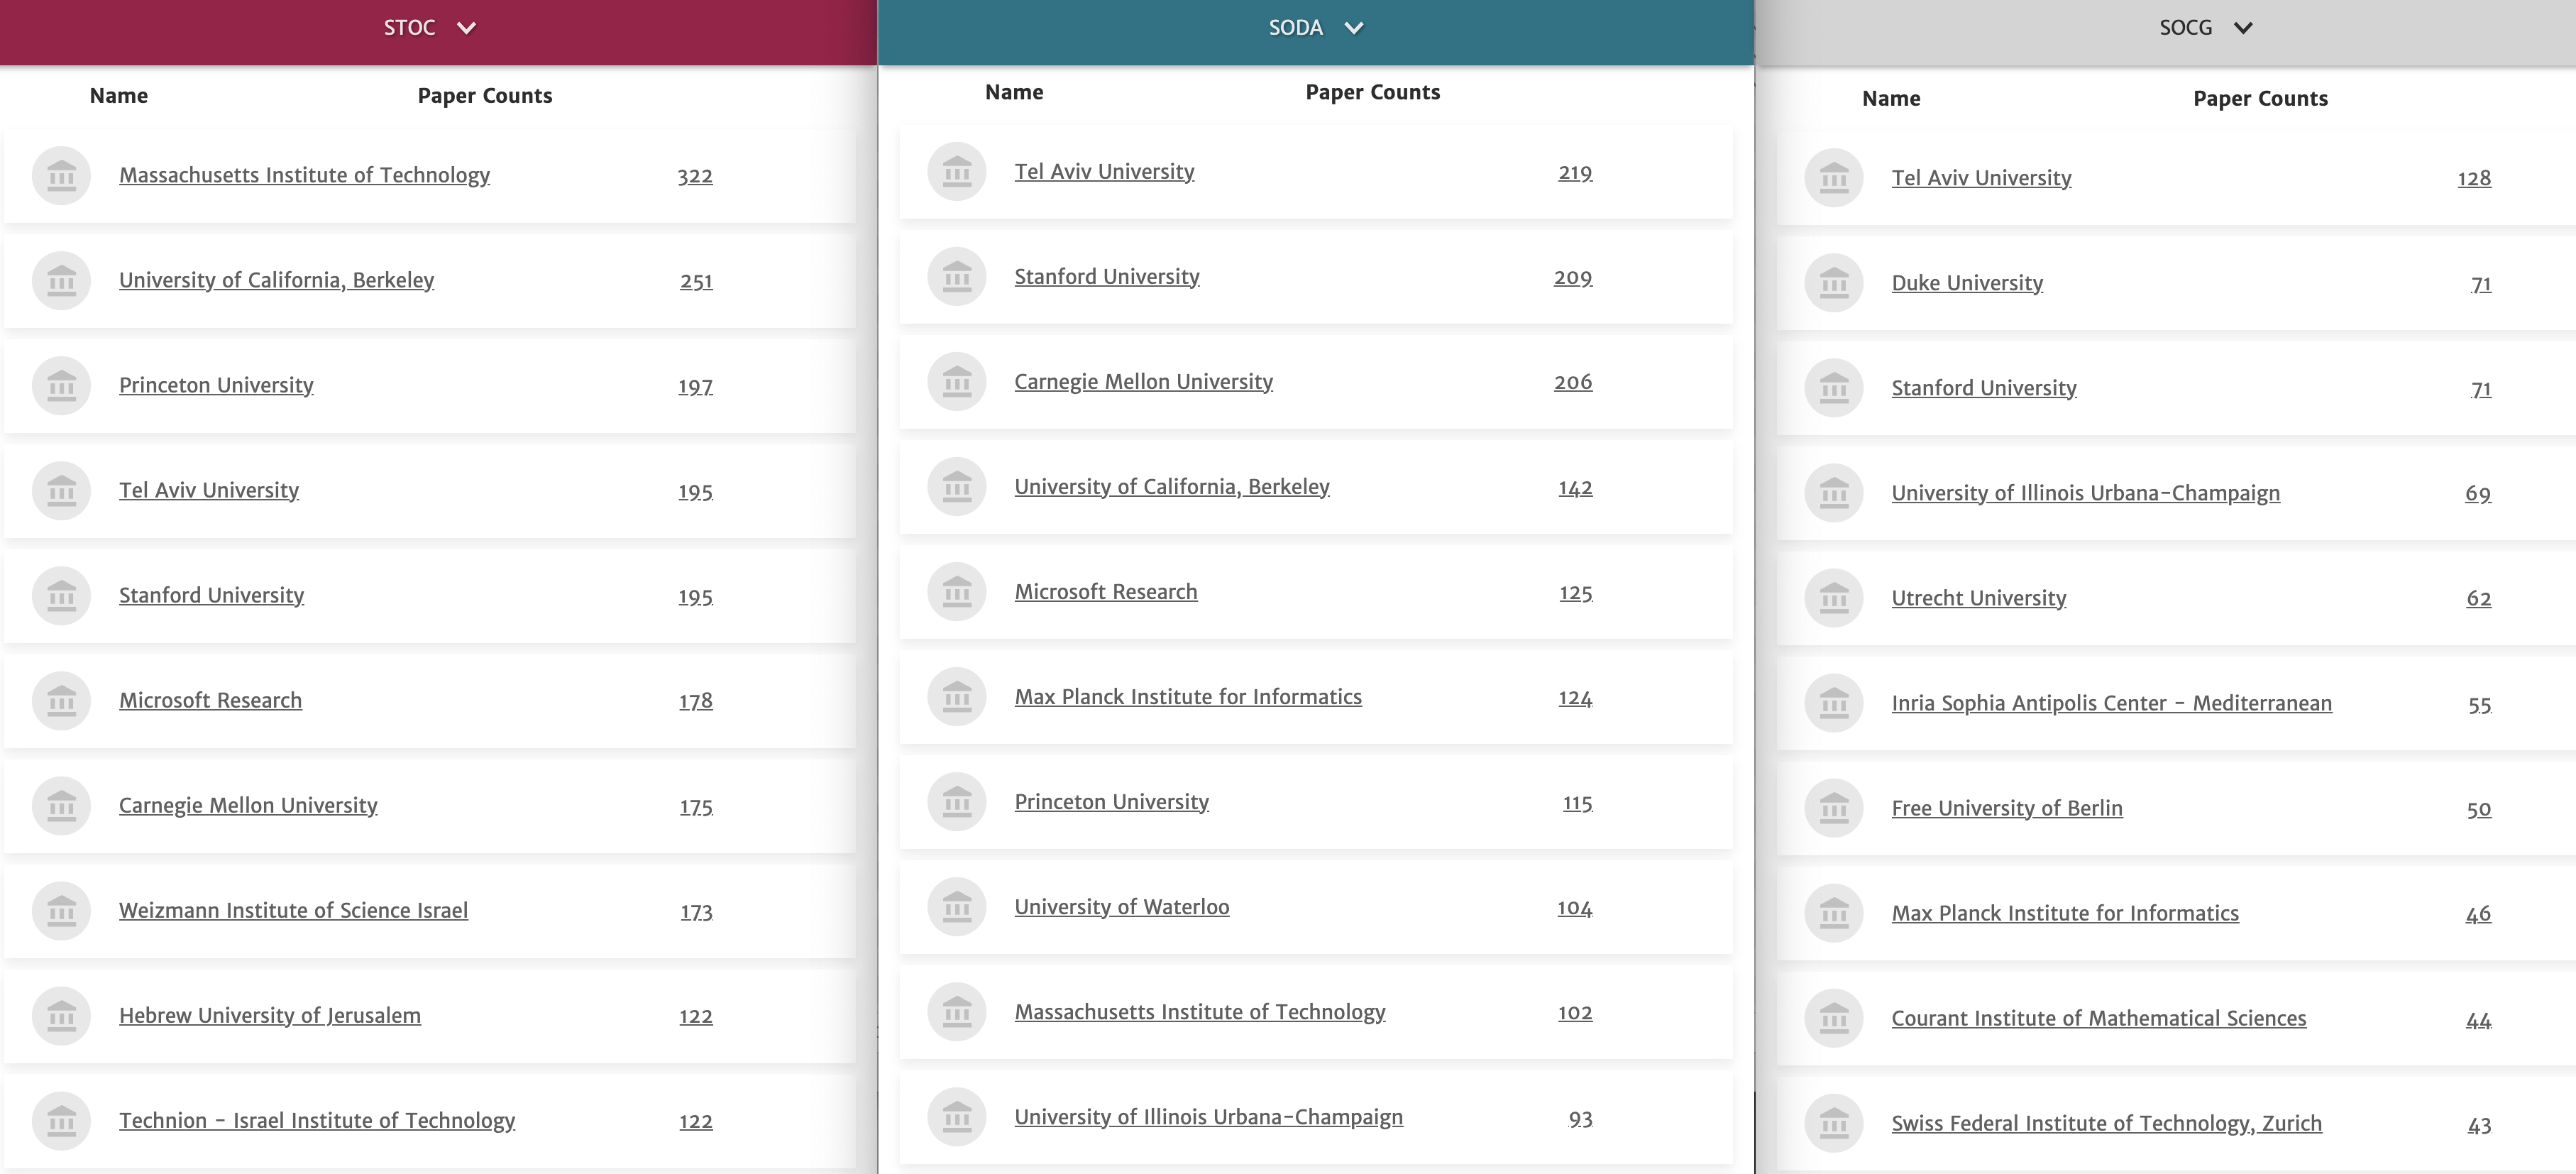 STOC
Name Paper Counts
Massachusetts Institute of Technology 322
University of California, Berkeley 251
Princeton University 197
Tel Aviv University 195
Stanford University 195
Microsoft Research 178
Carnegie Mellon University 175
Weizmann Institute of Science Israel 173
Hebrew University of Jerusalem 122
Technion - Israel Institute of Technology 122
SODA
Name Paper Counts
Tel Aviv University 219
Stanford University 209
Carnegie Mellon University 206
University of California, Berkeley 142
Microsoft Research 125
Max Planck Institute for Informatics 124
Princeton University 115
University of Waterloo 104
Massachusetts Institute of Technology 102
University of Illinois Urbana-Champaign 93
SOCG
Name Paper Counts
Tel Aviv University 128
Duke University 71
Stanford University 71
University of Illinois Urbana-Champaign 69
Utrecht University 62
Inria Sophia Antipolis Center - Mediterranean 55
Free University of Berlin 50
Max Planck Institute for Informatics 46
Courant Institute of Mathematical Sciences 44
Swiss Federal Institute of Technology, Zurich 43